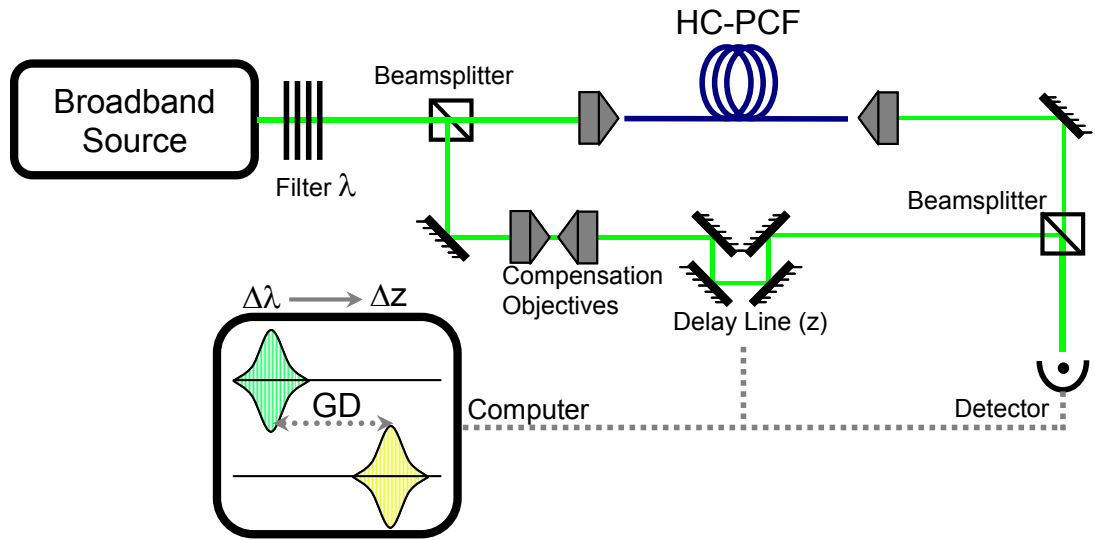 HC-PCF
Beamsplitter
Broadband
Source
Filter λ
Beamsplitter
Compensation
Objectives
Delay Line (z)
Δλ Δz
GD
Computer
Detector